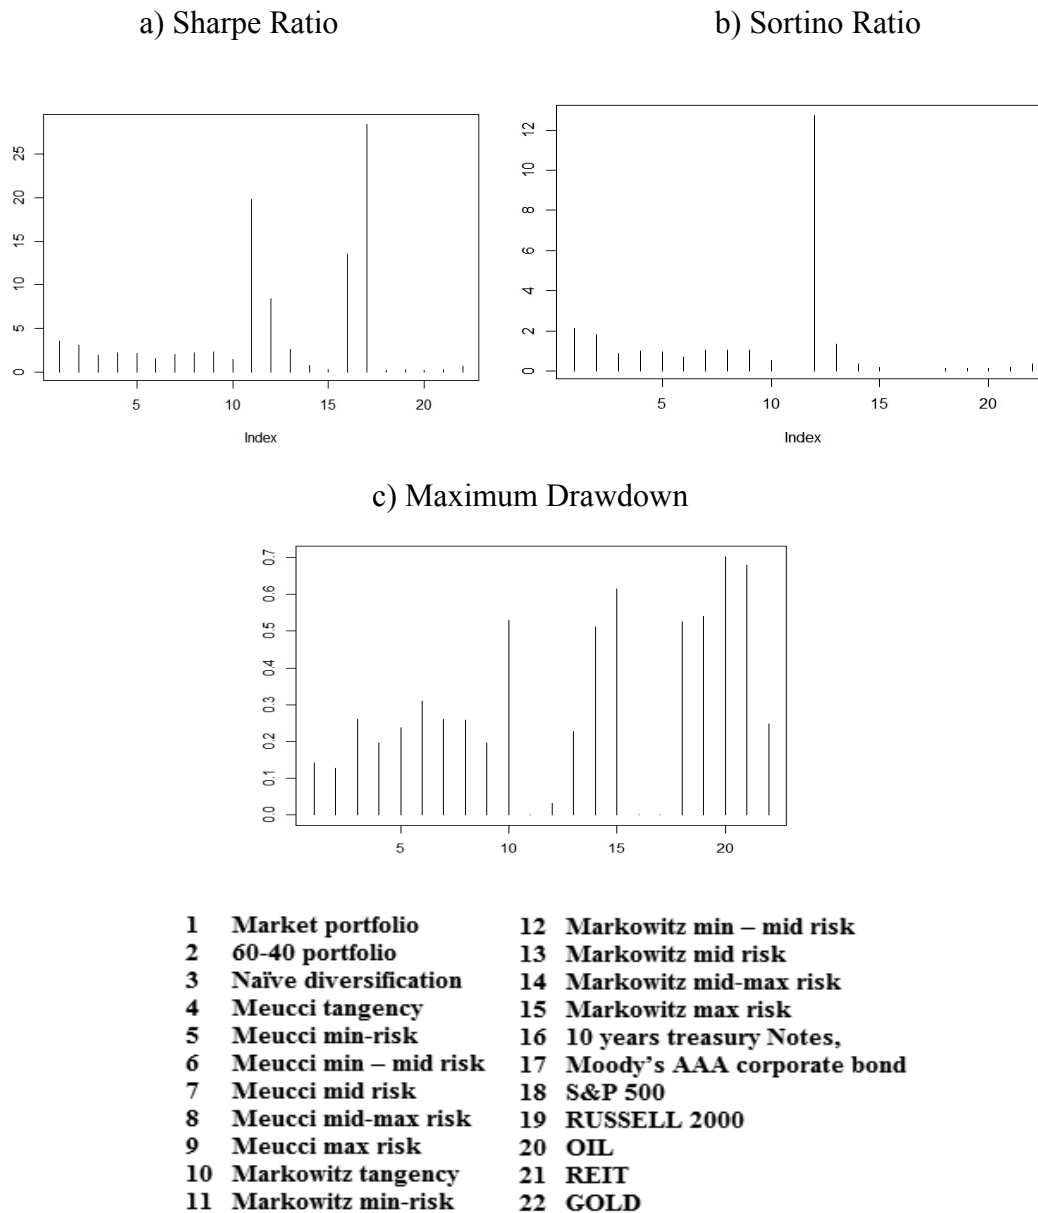 a) Sharpe Ratio
b) Sortino Ratio
25
20
15
10
5
0
5 10 15 20
Index
12
10
8
6
4
2
0
5 10 15 20
Index
c) Maximum Drawdown
0.7
0.6
0.5
0.4
0.3
0.2
0.1
0.0
5 10 15 20
1 Market portfolio
2 60-40 portfolio
3 Naïve diversification
4 Meucci tangency
5 Meucci min-risk
6 Meucci min – mid risk
7 Meucci mid risk
8 Meucci mid-max risk
9 Meucci max risk
10 Markowitz tangency
11 Markowitz min-risk
12 Markowitz min – mid risk
13 Markowitz mid risk
14 Markowitz mid-max risk
15 Markowitz max risk
16 10 years treasury Notes,
17 Moody's AAA corporate bond
18 S&P 500
19 RUSSELL 2000
20 OIL
21 REIT
22 GOLD